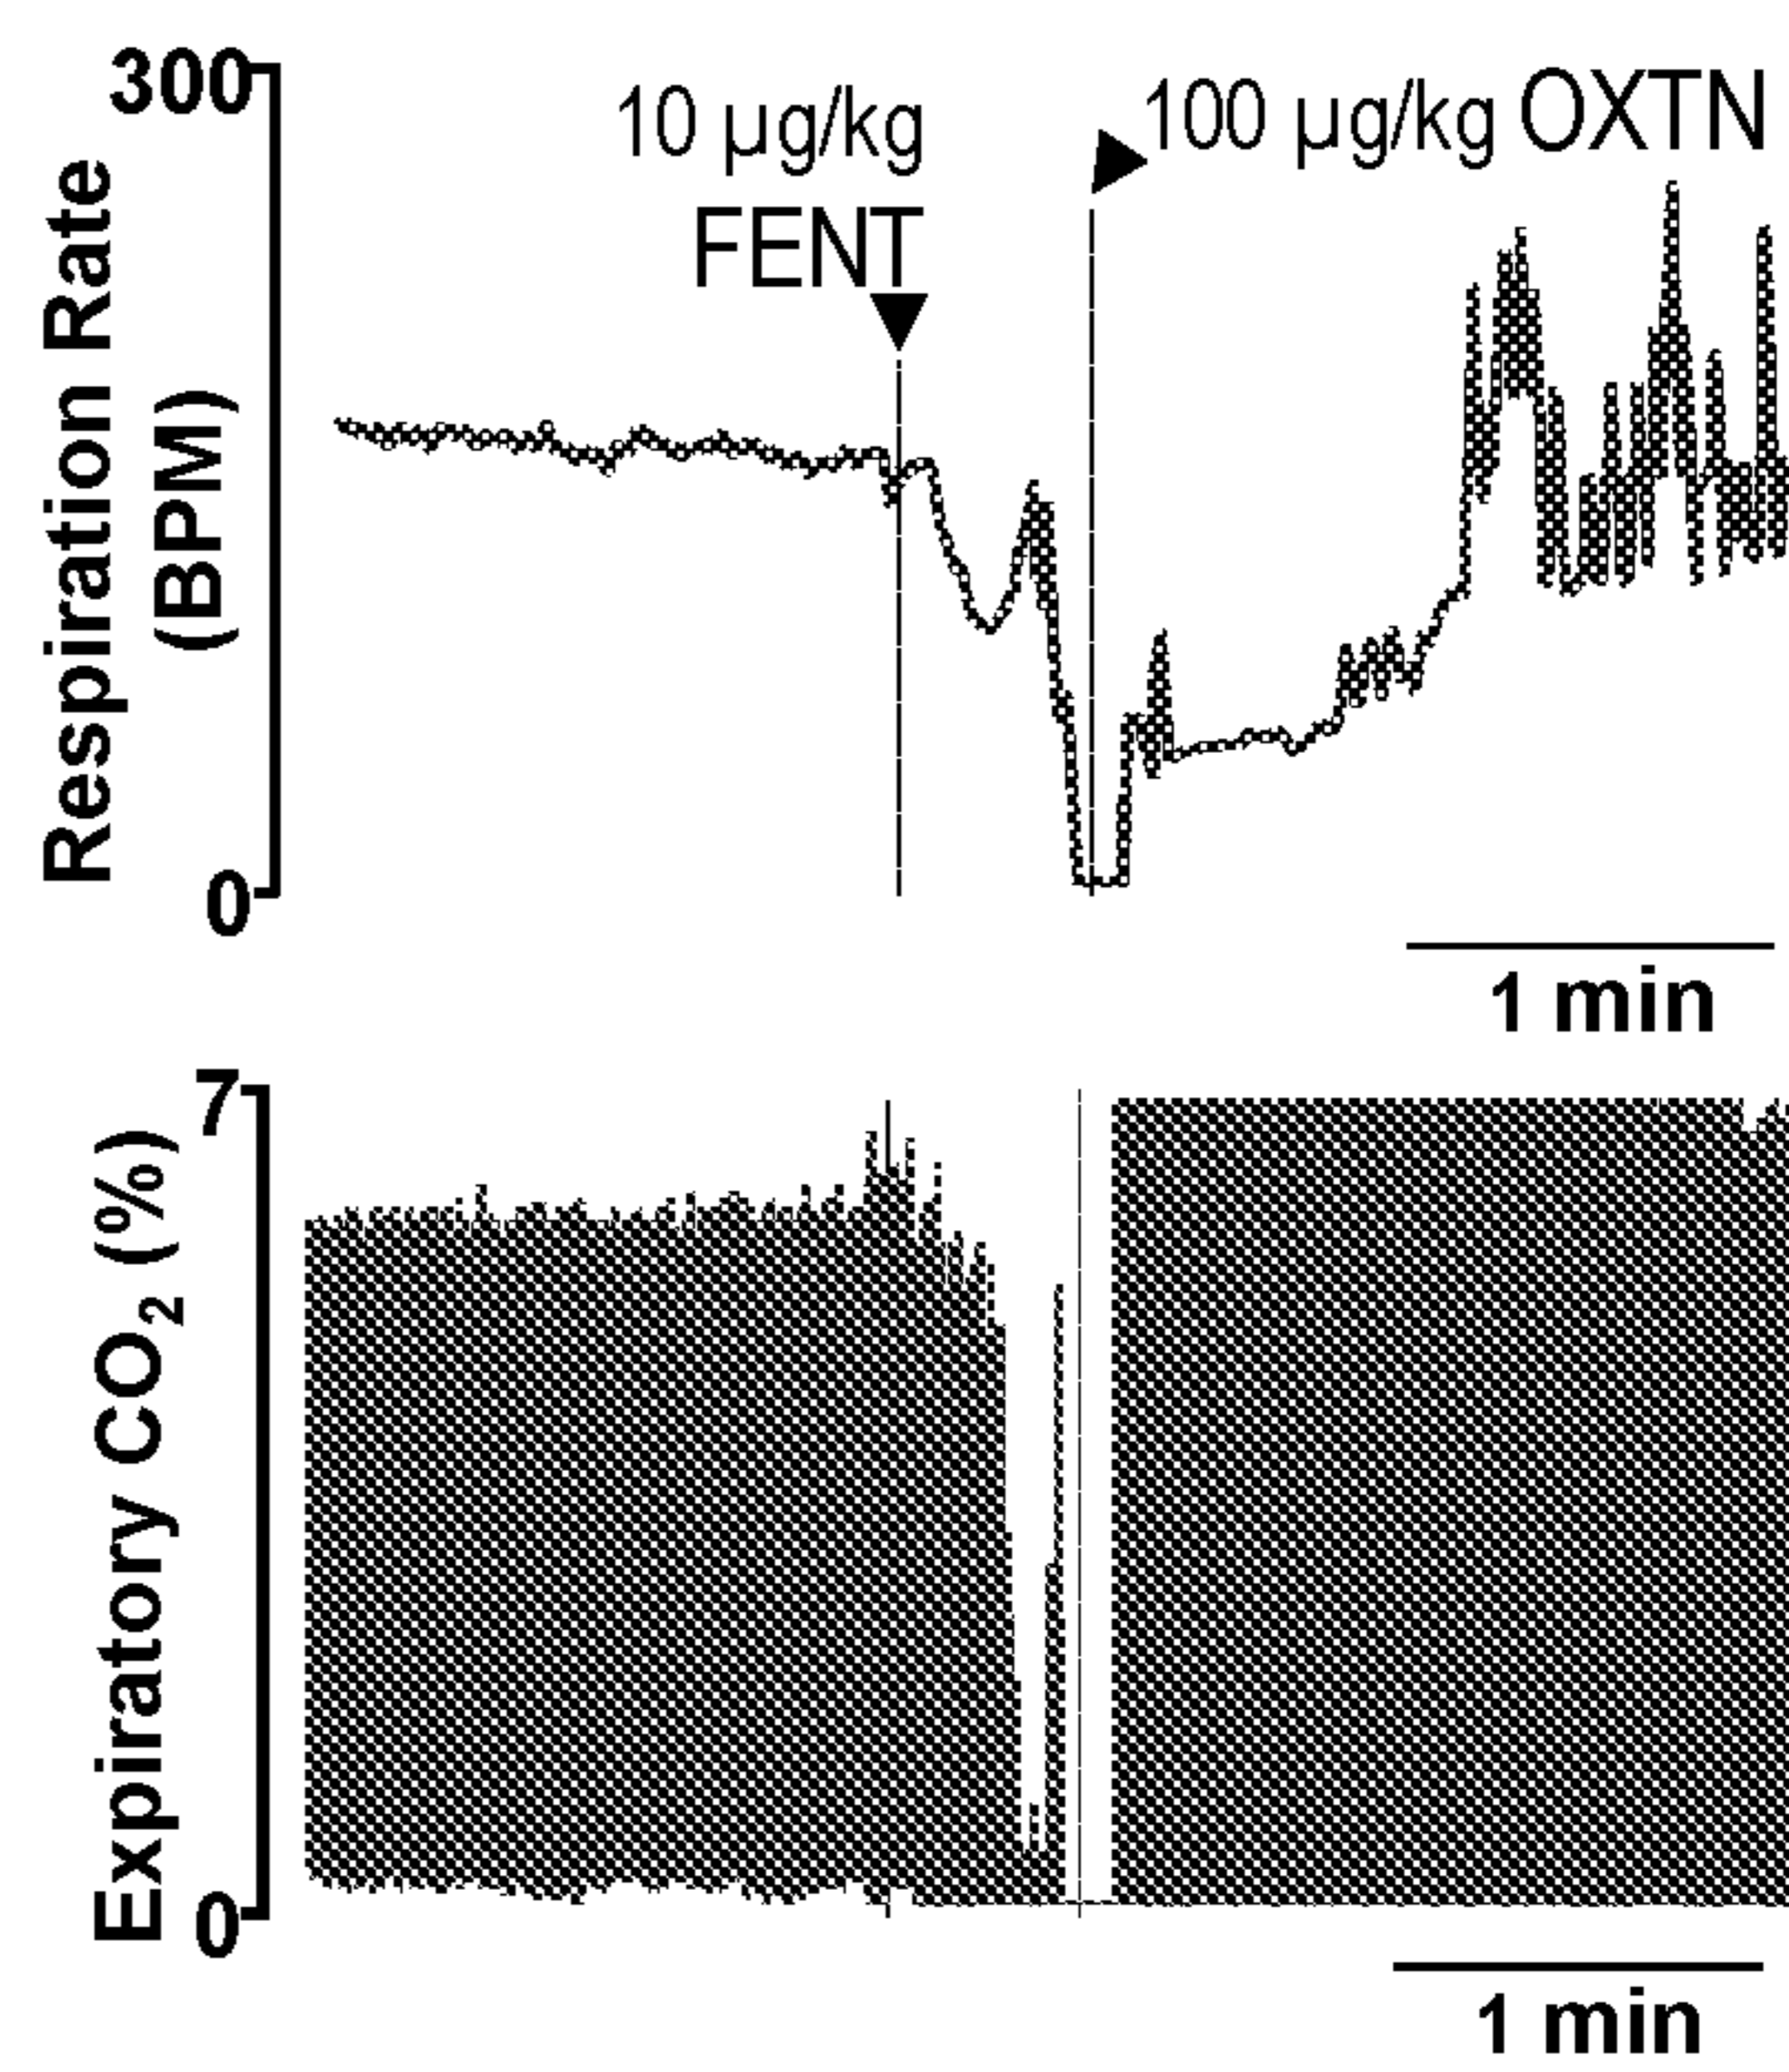 300
10 µg/kg
FENT
100 µg/kg OXTN
Respiration Rate
(BPM)
0
1 min
7
Expiratory CO₂ (%)
0
1 min